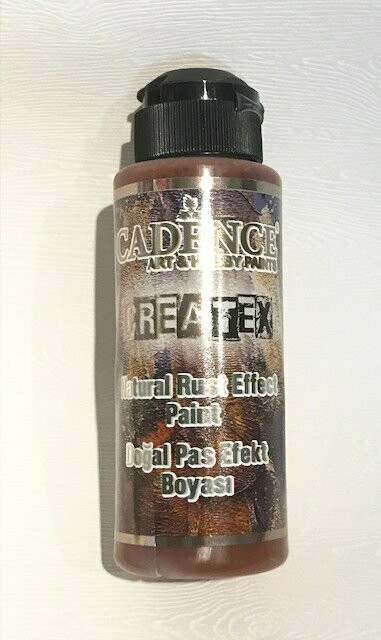 CADENCE®
ART & HOBBY PAINTS
CREATEX
Natural Rust Effect
Paint
Doğal Pas Efekt
Boyası